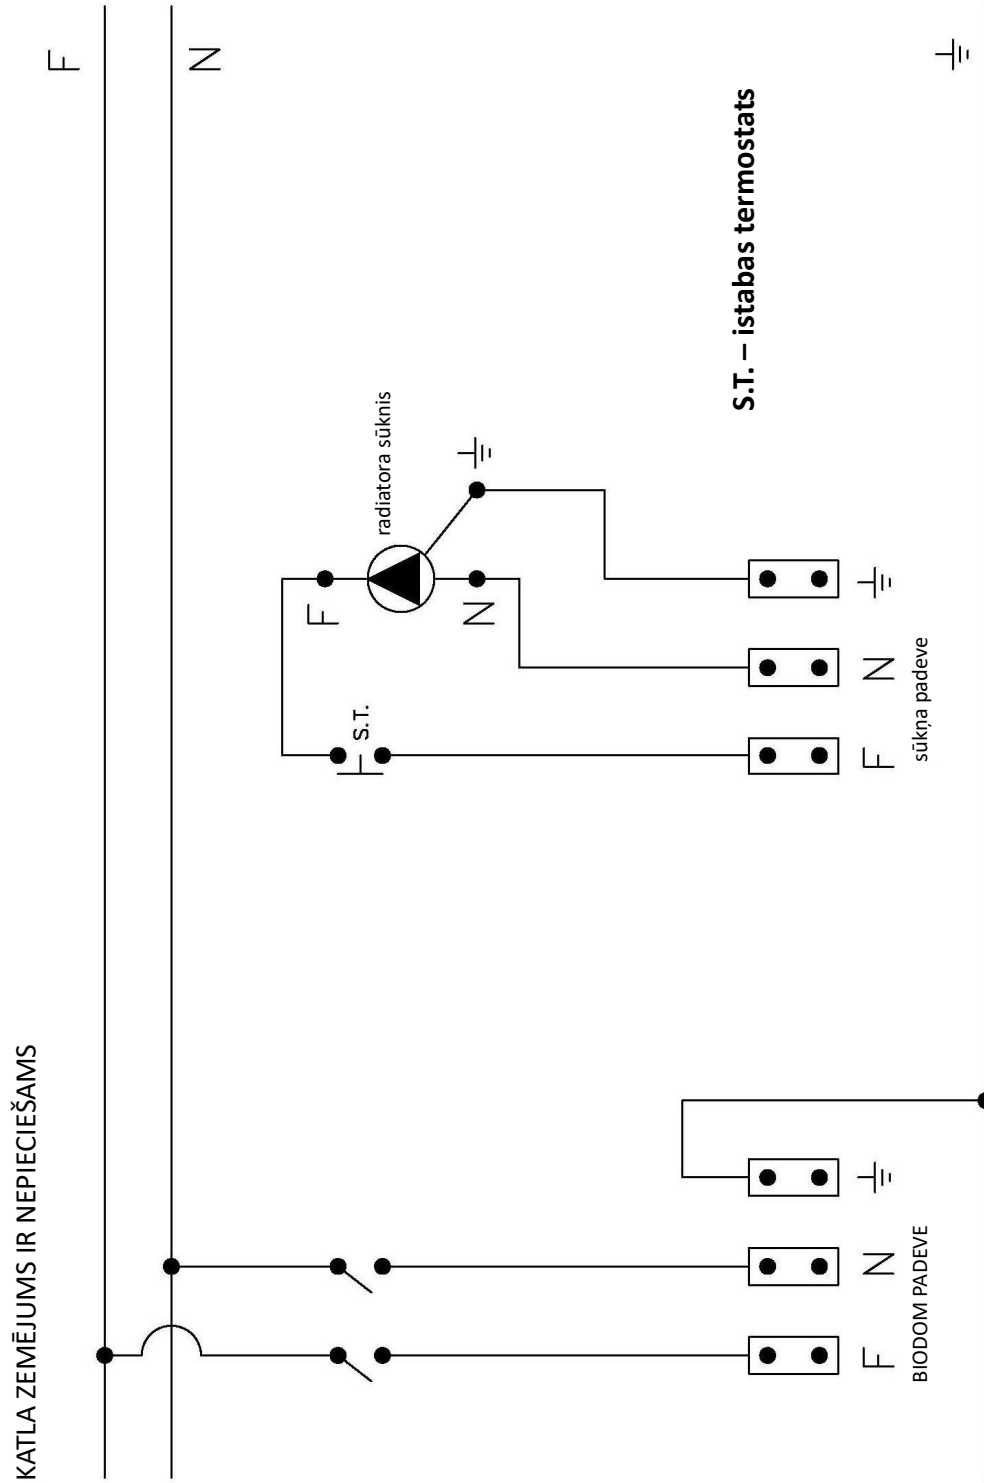 KATLA ZEMĒJUMS IR NEPIECIEŠAMS
F
N
radiatora sūknis
F
N
S.T.
S.T. – istabas termostats
F
N
BIODOM PADEVE
F
N
sūkņa padeve